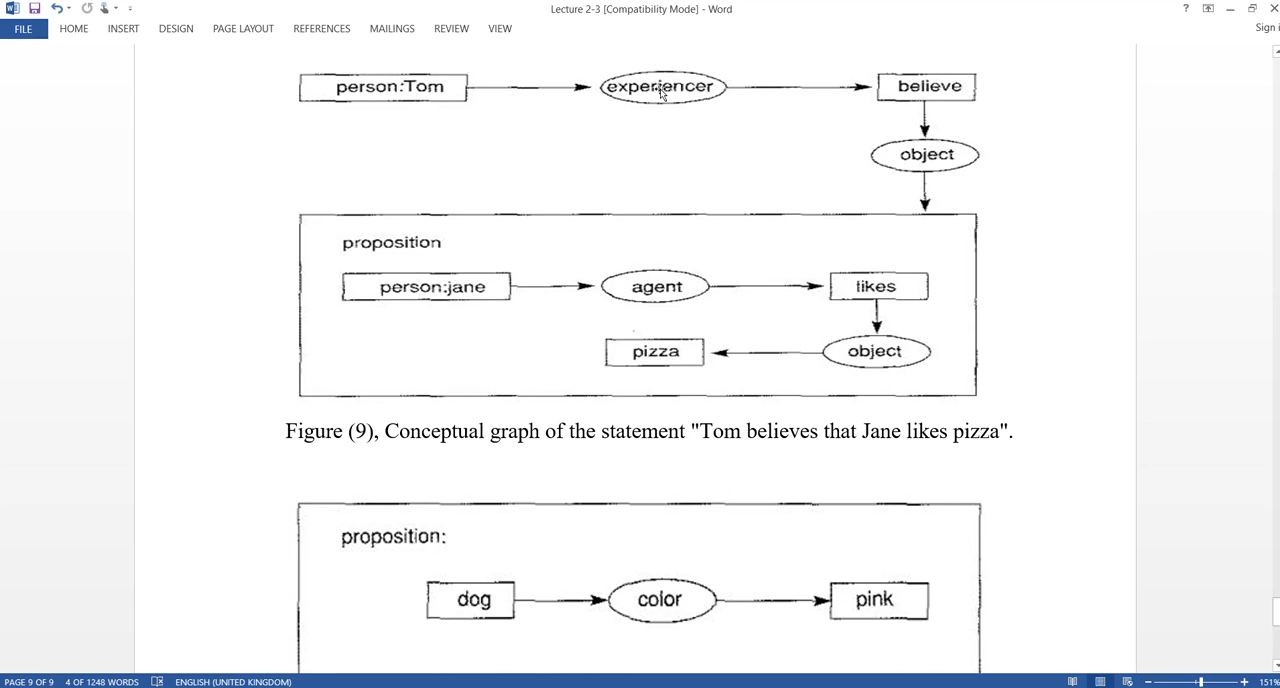 Lecture 2-3 [Compatibility Mode] - Word
?
FILE HOME INSERT DESIGN PAGE LAYOUT REFERENCES MAILINGS REVIEW VIEW
Sign i
person:Tom experiencer believe
object
proposition
person:jane agent likes
pizza object
Figure (9), Conceptual graph of the statement "Tom believes that Jane likes pizza".
proposition:
dog color pink
PAGE 9 OF 9 4 OF 1248 WORDS ENGLISH (UNITED KINGDOM) 151%